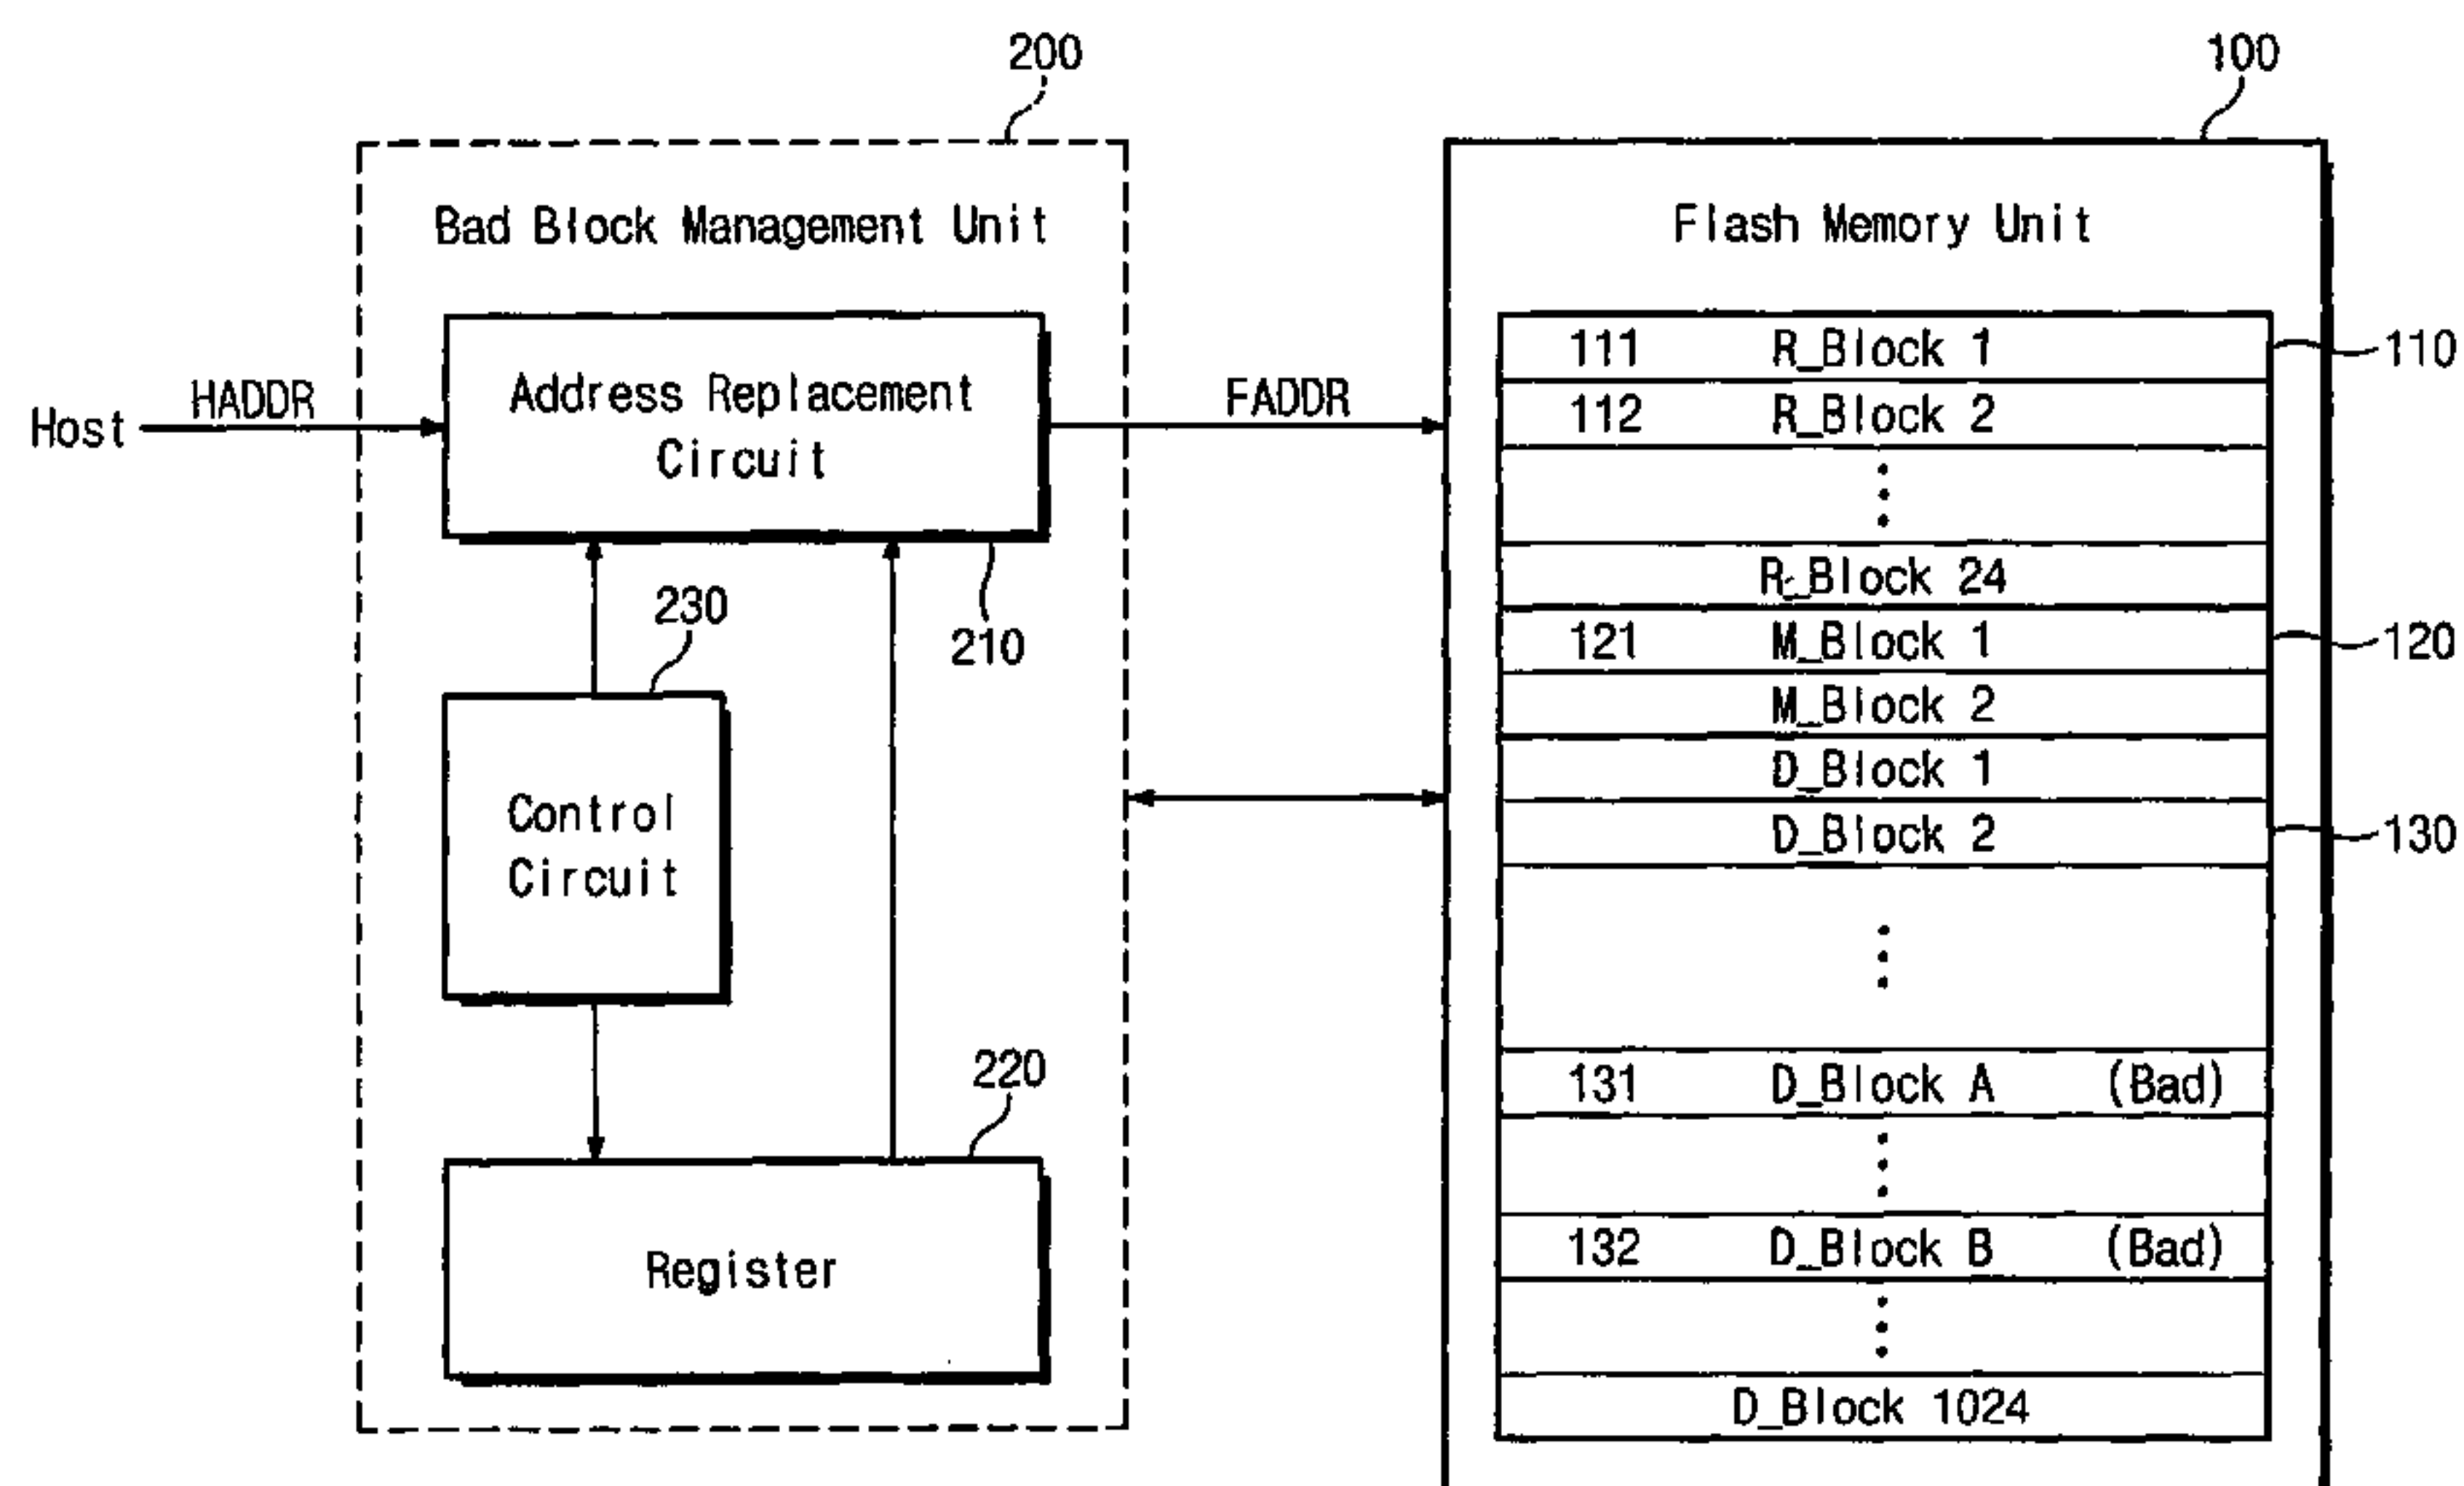 200
100
Bad Block Management Unit
Flash Memory Unit
Host
HADDR
Address Replacement
Circuit
FADDR
230
210
Control
Circuit
220
Register
111 R_Block 1
110
112 R_Block 2
R_Block 24
121 M_Block 1
120
M_Block 2
D_Block 1
D_Block 2
130
131 D_Block A (Bad)
132 D_Block B (Bad)
D_Block 1024